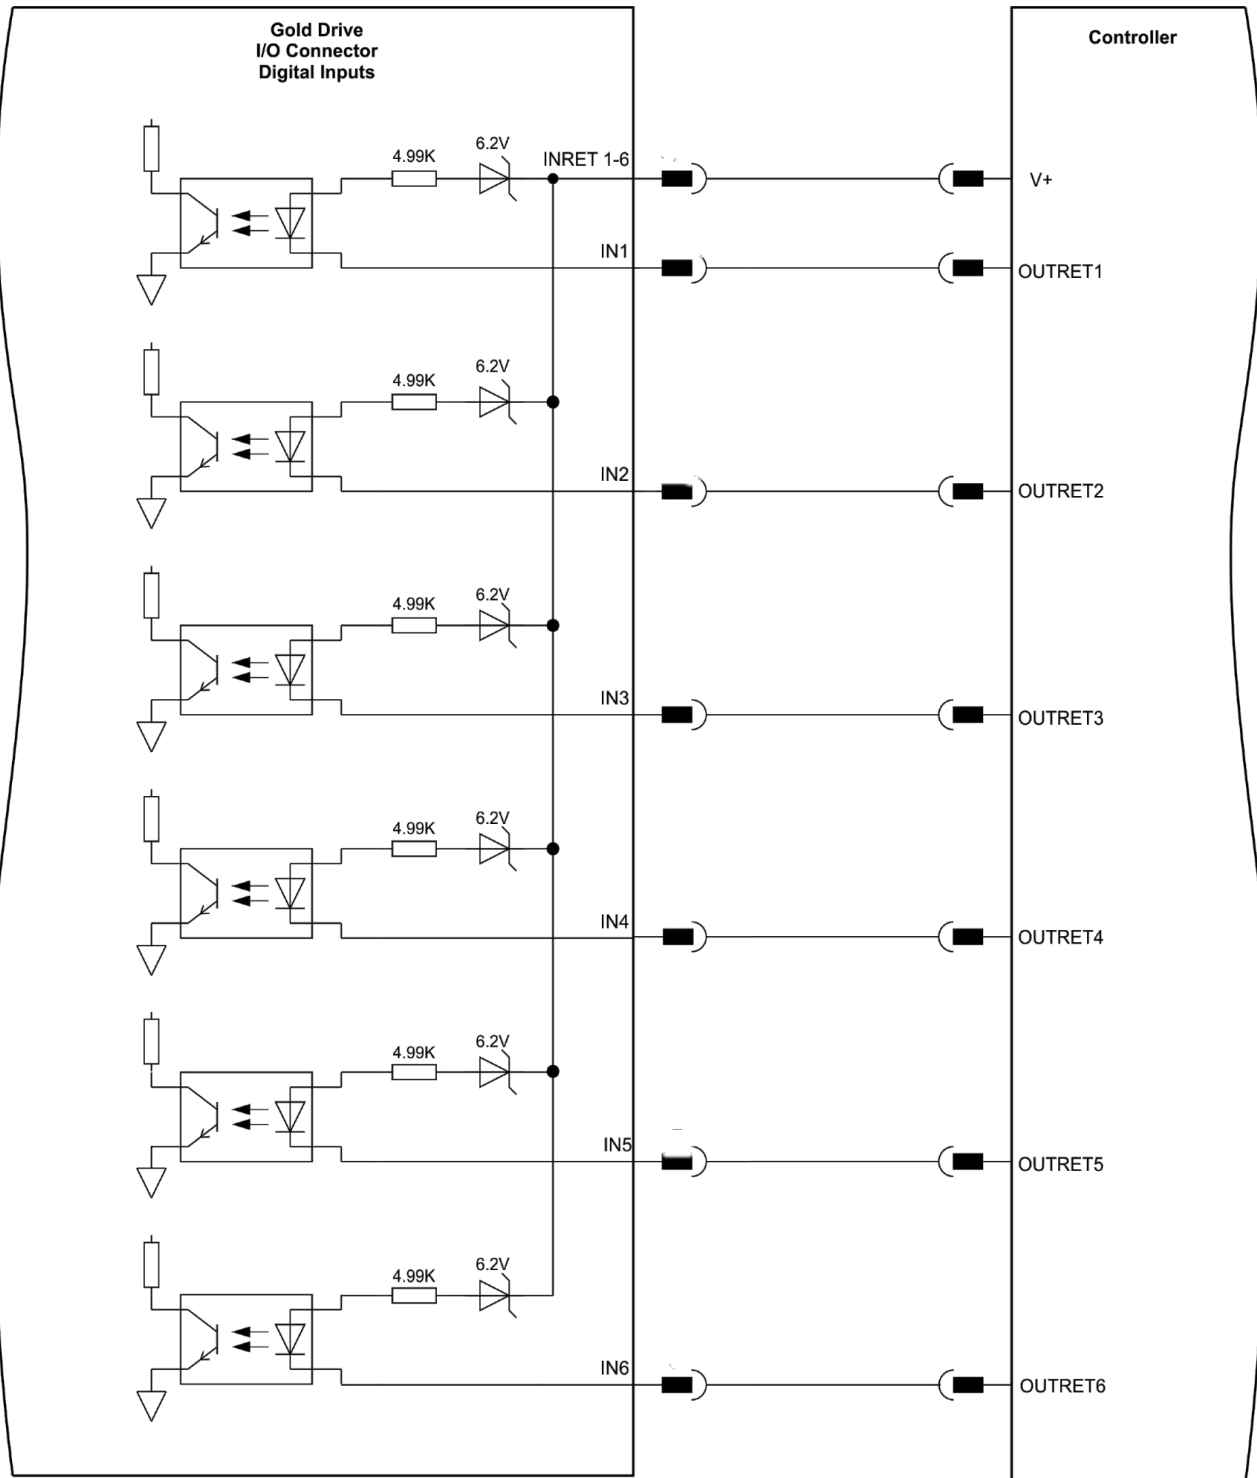 Gold Drive
I/O Connector
Digital Inputs
Controller
4.99K
6.2V
INRET 1-6
V+
IN1
OUTRET1
4.99K
6.2V
IN2
OUTRET2
4.99K
6.2V
IN3
OUTRET3
4.99K
6.2V
IN4
OUTRET4
4.99K
6.2V
IN5
OUTRET5
4.99K
6.2V
IN6
OUTRET6